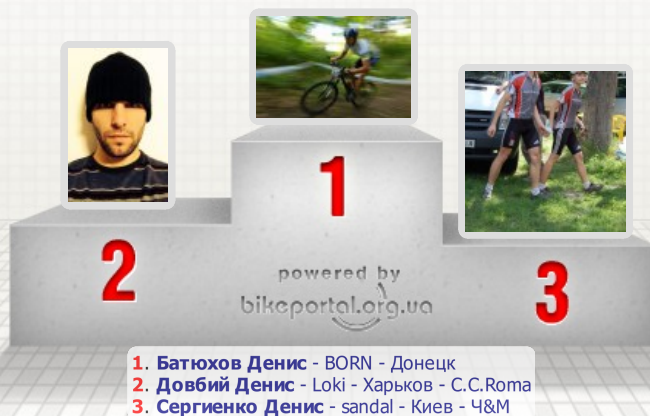 1
2
3
powered by
bikeportal.org.ua
1. Батюхов Денис - BORN - Донецк
2. Довбий Денис - Loki - Харьков - C.C.Roma
3. Сергиенко Денис - sandal - Киев - Ч&М